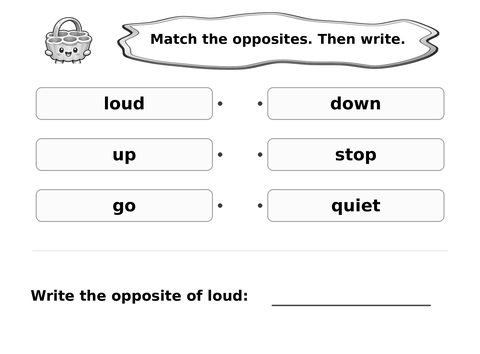 Match the opposites. Then write.
loud down
up stop
go quiet
Write the opposite of loud: